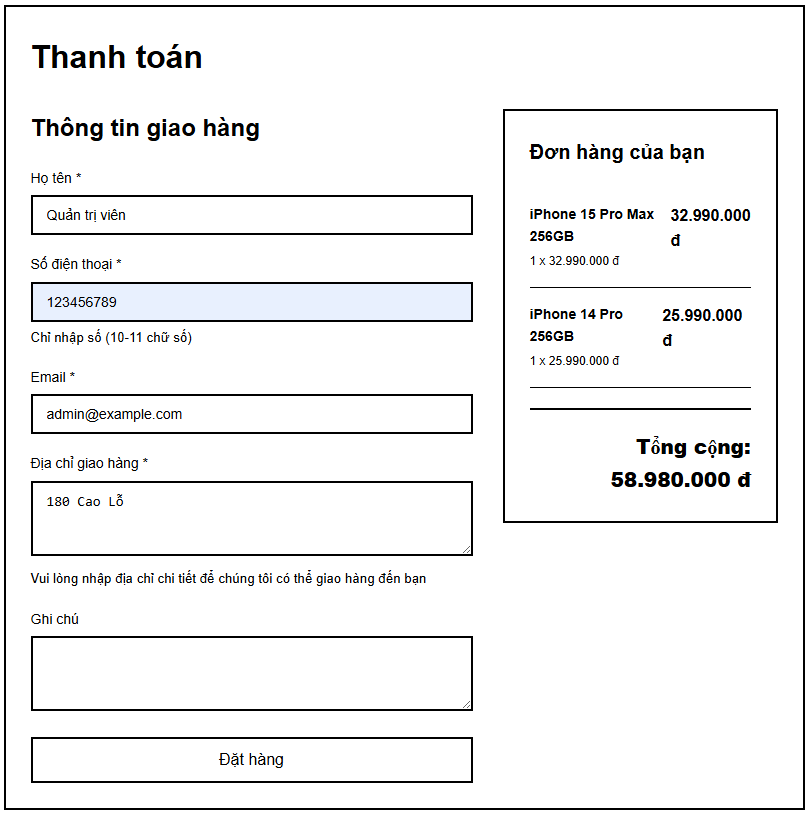 Thanh toán
Thông tin giao hàng
Họ tên *
Quản trị viên
Số điện thoại *
123456789
Chỉ nhập số (10-11 chữ số)
Email *
admin@example.com
Địa chỉ giao hàng *
180 Cao Lỗ
Vui lòng nhập địa chỉ chi tiết để chúng tôi có thể giao hàng đến bạn
Ghi chú
Đặt hàng
Đơn hàng của bạn
iPhone 15 Pro Max
256GB
32.990.000
đ
1 x 32.990.000 đ
iPhone 14 Pro
256GB
25.990.000
đ
1 x 25.990.000 đ
Tổng cộng:
58.980.000 đ